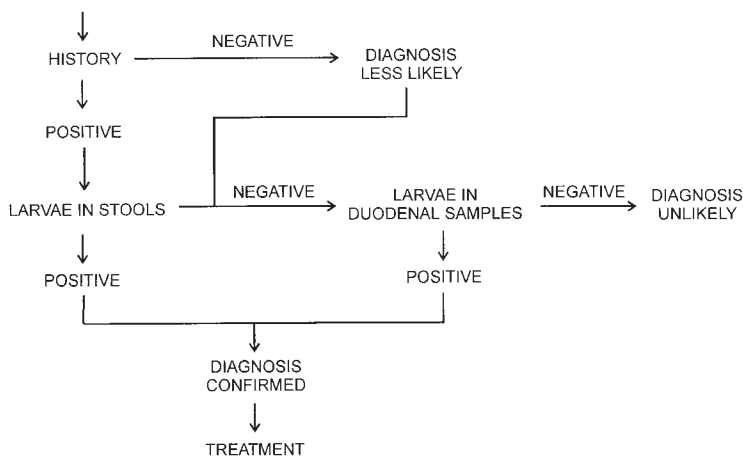 HISTORY
NEGATIVE
DIAGNOSIS
LESS LIKELY
POSITIVE
LARVAE IN STOOLS
NEGATIVE
LARVAE IN
DUODENAL SAMPLES
NEGATIVE
DIAGNOSIS
UNLIKELY
POSITIVE
POSITIVE
DIAGNOSIS
CONFIRMED
TREATMENT